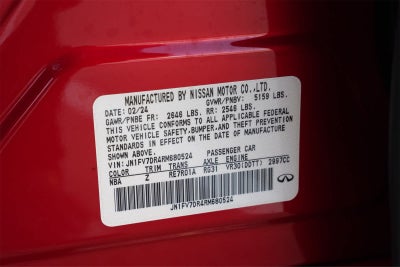 MANUFACTURED BY NISSAN MOTOR CO.,LTD.
DATE: 02/24 GVWR/PNBV: 5159 LBS.
GAWR/PNBE FR: 2646 LBS. RR: 2546 LBS.
THIS VEHICLE CONFORMS TO ALL APPLICABLE FEDERAL
MOTOR VEHICLE SAFETY,BUMPER,AND THEFT PREVENTION
STANDARDS IN EFFECT ON THE DATE OF MANUFACTURE
SHOWN ABOVE.
VIN: JN1FV7DR4RM680524 PASSENGER CAR
COLOR TRIM TRANS AXLE ENGINE
NBA Z RE7R01A RG31 VR30(DDTT) 2997CC
JN1FV7DR4RM680524